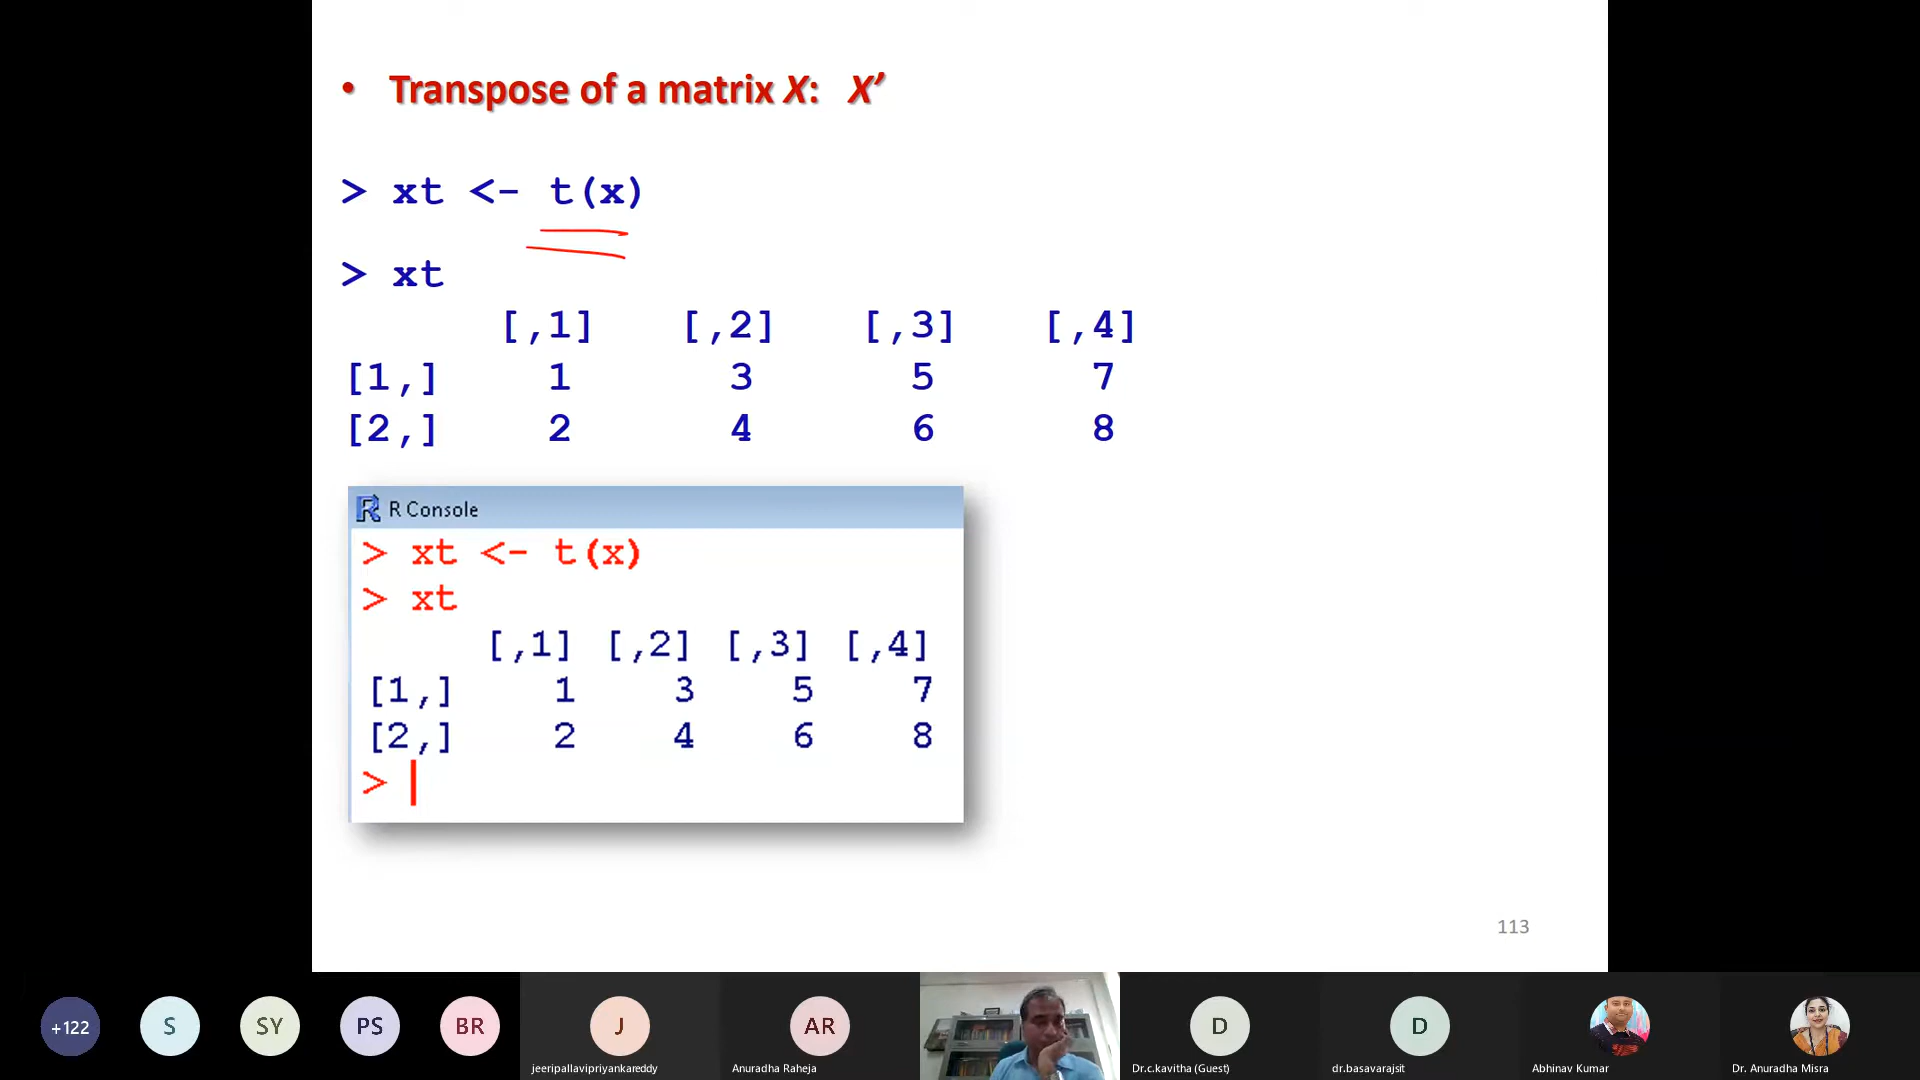 • Transpose of a matrix X: X’
> xt <- t(x)
> xt
[,1] [,2] [,3] [,4]
[1,] 1 3 5 7
[2,] 2 4 6 8
R Console
> xt <- t(x)
> xt
[,1] [,2] [,3] [,4]
[1,] 1 3 5 7
[2,] 2 4 6 8
>
113
+122 S SY PS BR J AR D D
jeeripallavipriyankareddy Anuradha Raheja Dr.c.kavitha (Guest) dr.basavarajsit Abhinav Kumar Dr. Anuradha Misra